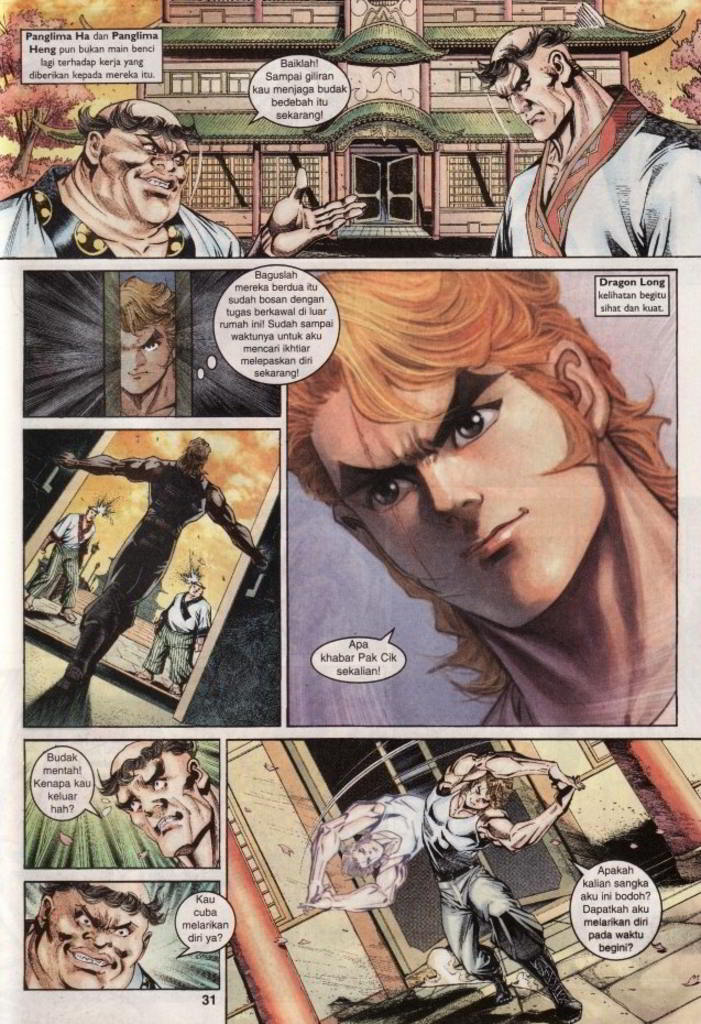 Panglima Ha dan Panglima
Heng pun bukan main benci
lagi terhadap kerja yang
diberikan kepada mereka itu.
Baiklah!
Sampai giliran
kau menjaga budak
bedebah itu
sekarang!
Baguslah
mereka berdua itu
sudah bosan dengan
tugas berkawal di luar
rumah ini! Sudah sampai
waktunya untuk aku
mencari ikhtiar
melepaskan diri
sekarang!
Dragon Long
kelihatan begitu
sihat dan kuat.
Apa
khabar Pak Cik
sekalian!
Budak
mentah!
Kenapa kau
keluar
hah?
Kau
cuba
melarikan
diri ya?
Apakah
kalian sangka
aku ini bodoh?
Dapatkah aku
melarikan diri
pada waktu
begini?
31